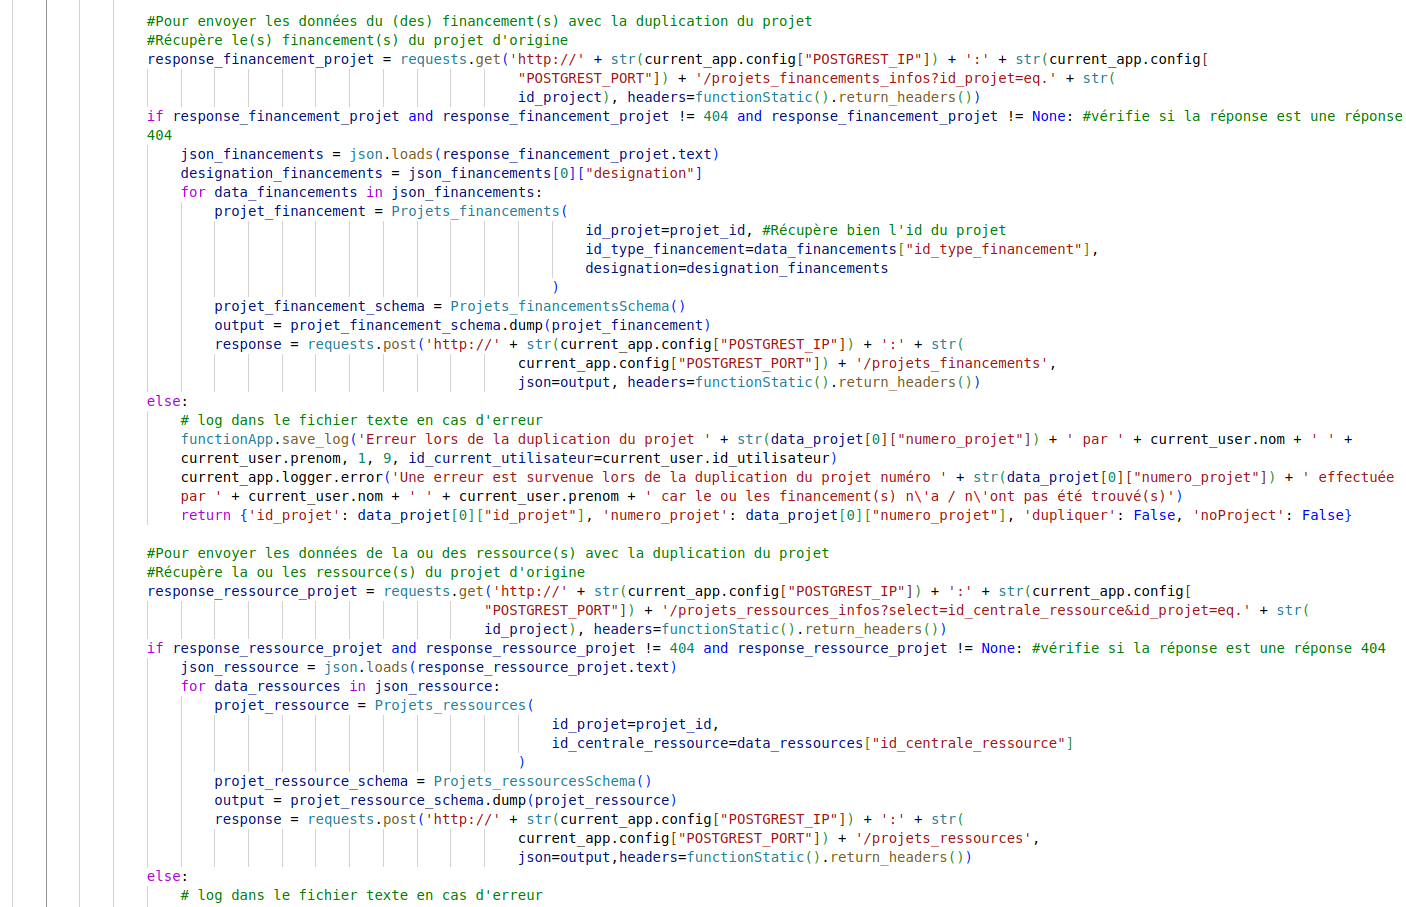 #Pour envoyer les données du (des) financement(s) avec la duplication du projet
#Récupère le(s) financement(s) du projet d'origine
response_financement_projet = requests.get('http://' + str(current_app.config["POSTGREST_IP"]) + ':' + str(current_app.config[
"POSTGREST_PORT"]) + '/projets_financements_infos?id_projet=eq.' + str(
id_project), headers=functionStatic().return_headers())
if response_financement_projet and response_financement_projet != 404 and response_financement_projet != None: #vérifie si la réponse est une réponse
404
json_financements = json.loads(response_financement_projet.text)
designation_financements = json_financements[0]["designation"]
for data_financements in json_financements:
projet_financement = Projets_financements(
id_projet=projet_id, #Récupère bien l'id du projet
id_type_financement=data_financements["id_type_financement"],
designation=designation_financements
)
projet_financement_schema = Projets_financementsSchema()
output = projet_financement_schema.dump(projet_financement)
response = requests.post('http://' + str(current_app.config["POSTGREST_IP"]) + ':' + str(
current_app.config["POSTGREST_PORT"]) + '/projets_financements',
json=output, headers=functionStatic().return_headers())
else:
# log dans le fichier texte en cas d'erreur
functionApp.save_log('Erreur lors de la duplication du projet ' + str(data_projet[0]["numero_projet"]) + ' par ' + current_user.nom + ' ' +
current_user.prenom, 1, 9, id_current_utilisateur=current_user.id_utilisateur)
current_app.logger.error('Une erreur est survenue lors de la duplication du projet numéro ' + str(data_projet[0]["numero_projet"]) + ' effectuée
par ' + current_user.nom + ' ' + current_user.prenom + ' car le ou les financement(s) n\'a / n\'ont pas été trouvé(s)')
return {'id_projet': data_projet[0]["id_projet"], 'numero_projet': data_projet[0]["numero_projet"], 'dupliquer': False, 'noProject': False}
#Pour envoyer les données de la ou des ressource(s) avec la duplication du projet
#Récupère la ou les ressource(s) du projet d'origine
response_ressource_projet = requests.get('http://' + str(current_app.config["POSTGREST_IP"]) + ':' + str(current_app.config[
"POSTGREST_PORT"]) + '/projets_ressources_infos?select=id_centrale_ressource&id_projet=eq.' + str(
id_project), headers=functionStatic().return_headers())
if response_ressource_projet and response_ressource_projet != 404 and response_ressource_projet != None: #vérifie si la réponse est une réponse 404
json_ressource = json.loads(response_ressource_projet.text)
for data_ressources in json_ressource:
projet_ressource = Projets_ressources(
id_projet=projet_id,
id_centrale_ressource=data_ressources["id_centrale_ressource"]
)
projet_ressource_schema = Projets_ressourcesSchema()
output = projet_ressource_schema.dump(projet_ressource)
response = requests.post('http://' + str(current_app.config["POSTGREST_IP"]) + ':' + str(
current_app.config["POSTGREST_PORT"]) + '/projets_ressources',
json=output,headers=functionStatic().return_headers())
else:
# log dans le fichier texte en cas d'erreur